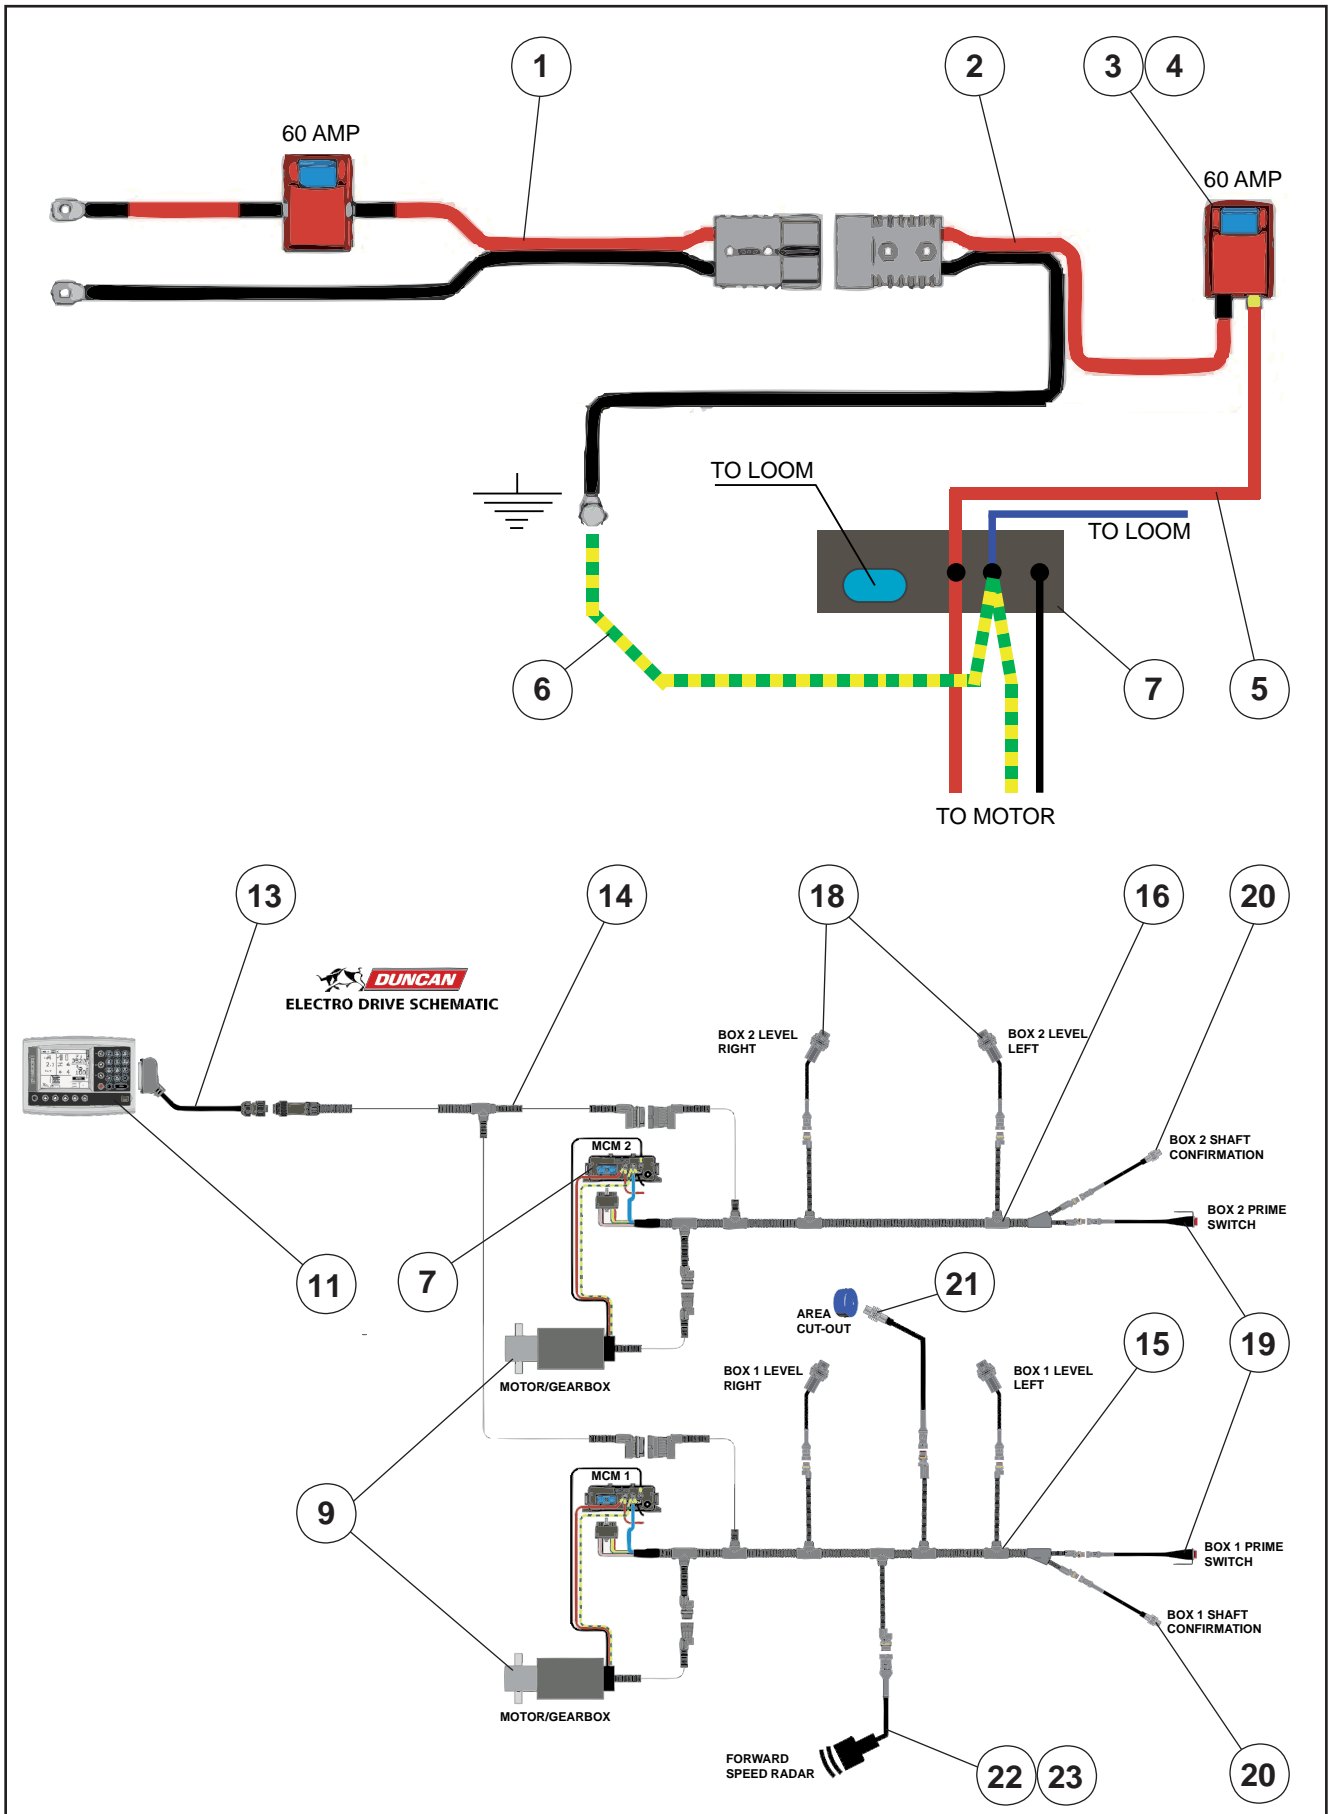 1
2
3
4
60 AMP
60 AMP
TO LOOM
TO LOOM
6
7
5
TO MOTOR
13
14
18
16
20
DUNCAN
ELECTRO DRIVE SCHEMATIC
BOX 2 LEVEL
RIGHT
BOX 2 LEVEL
LEFT
MCM 2
BOX 2 SHAFT
CONFIRMATION
BOX 2 PRIME
SWITCH
11
7
21
AREA
CUT-OUT
15
19
MOTOR/GEARBOX
BOX 1 LEVEL
RIGHT
BOX 1 LEVEL
LEFT
MCM 1
9
BOX 1 PRIME
SWITCH
BOX 1 SHAFT
CONFIRMATION
MOTOR/GEARBOX
FORWARD
SPEED RADAR
22
23
20